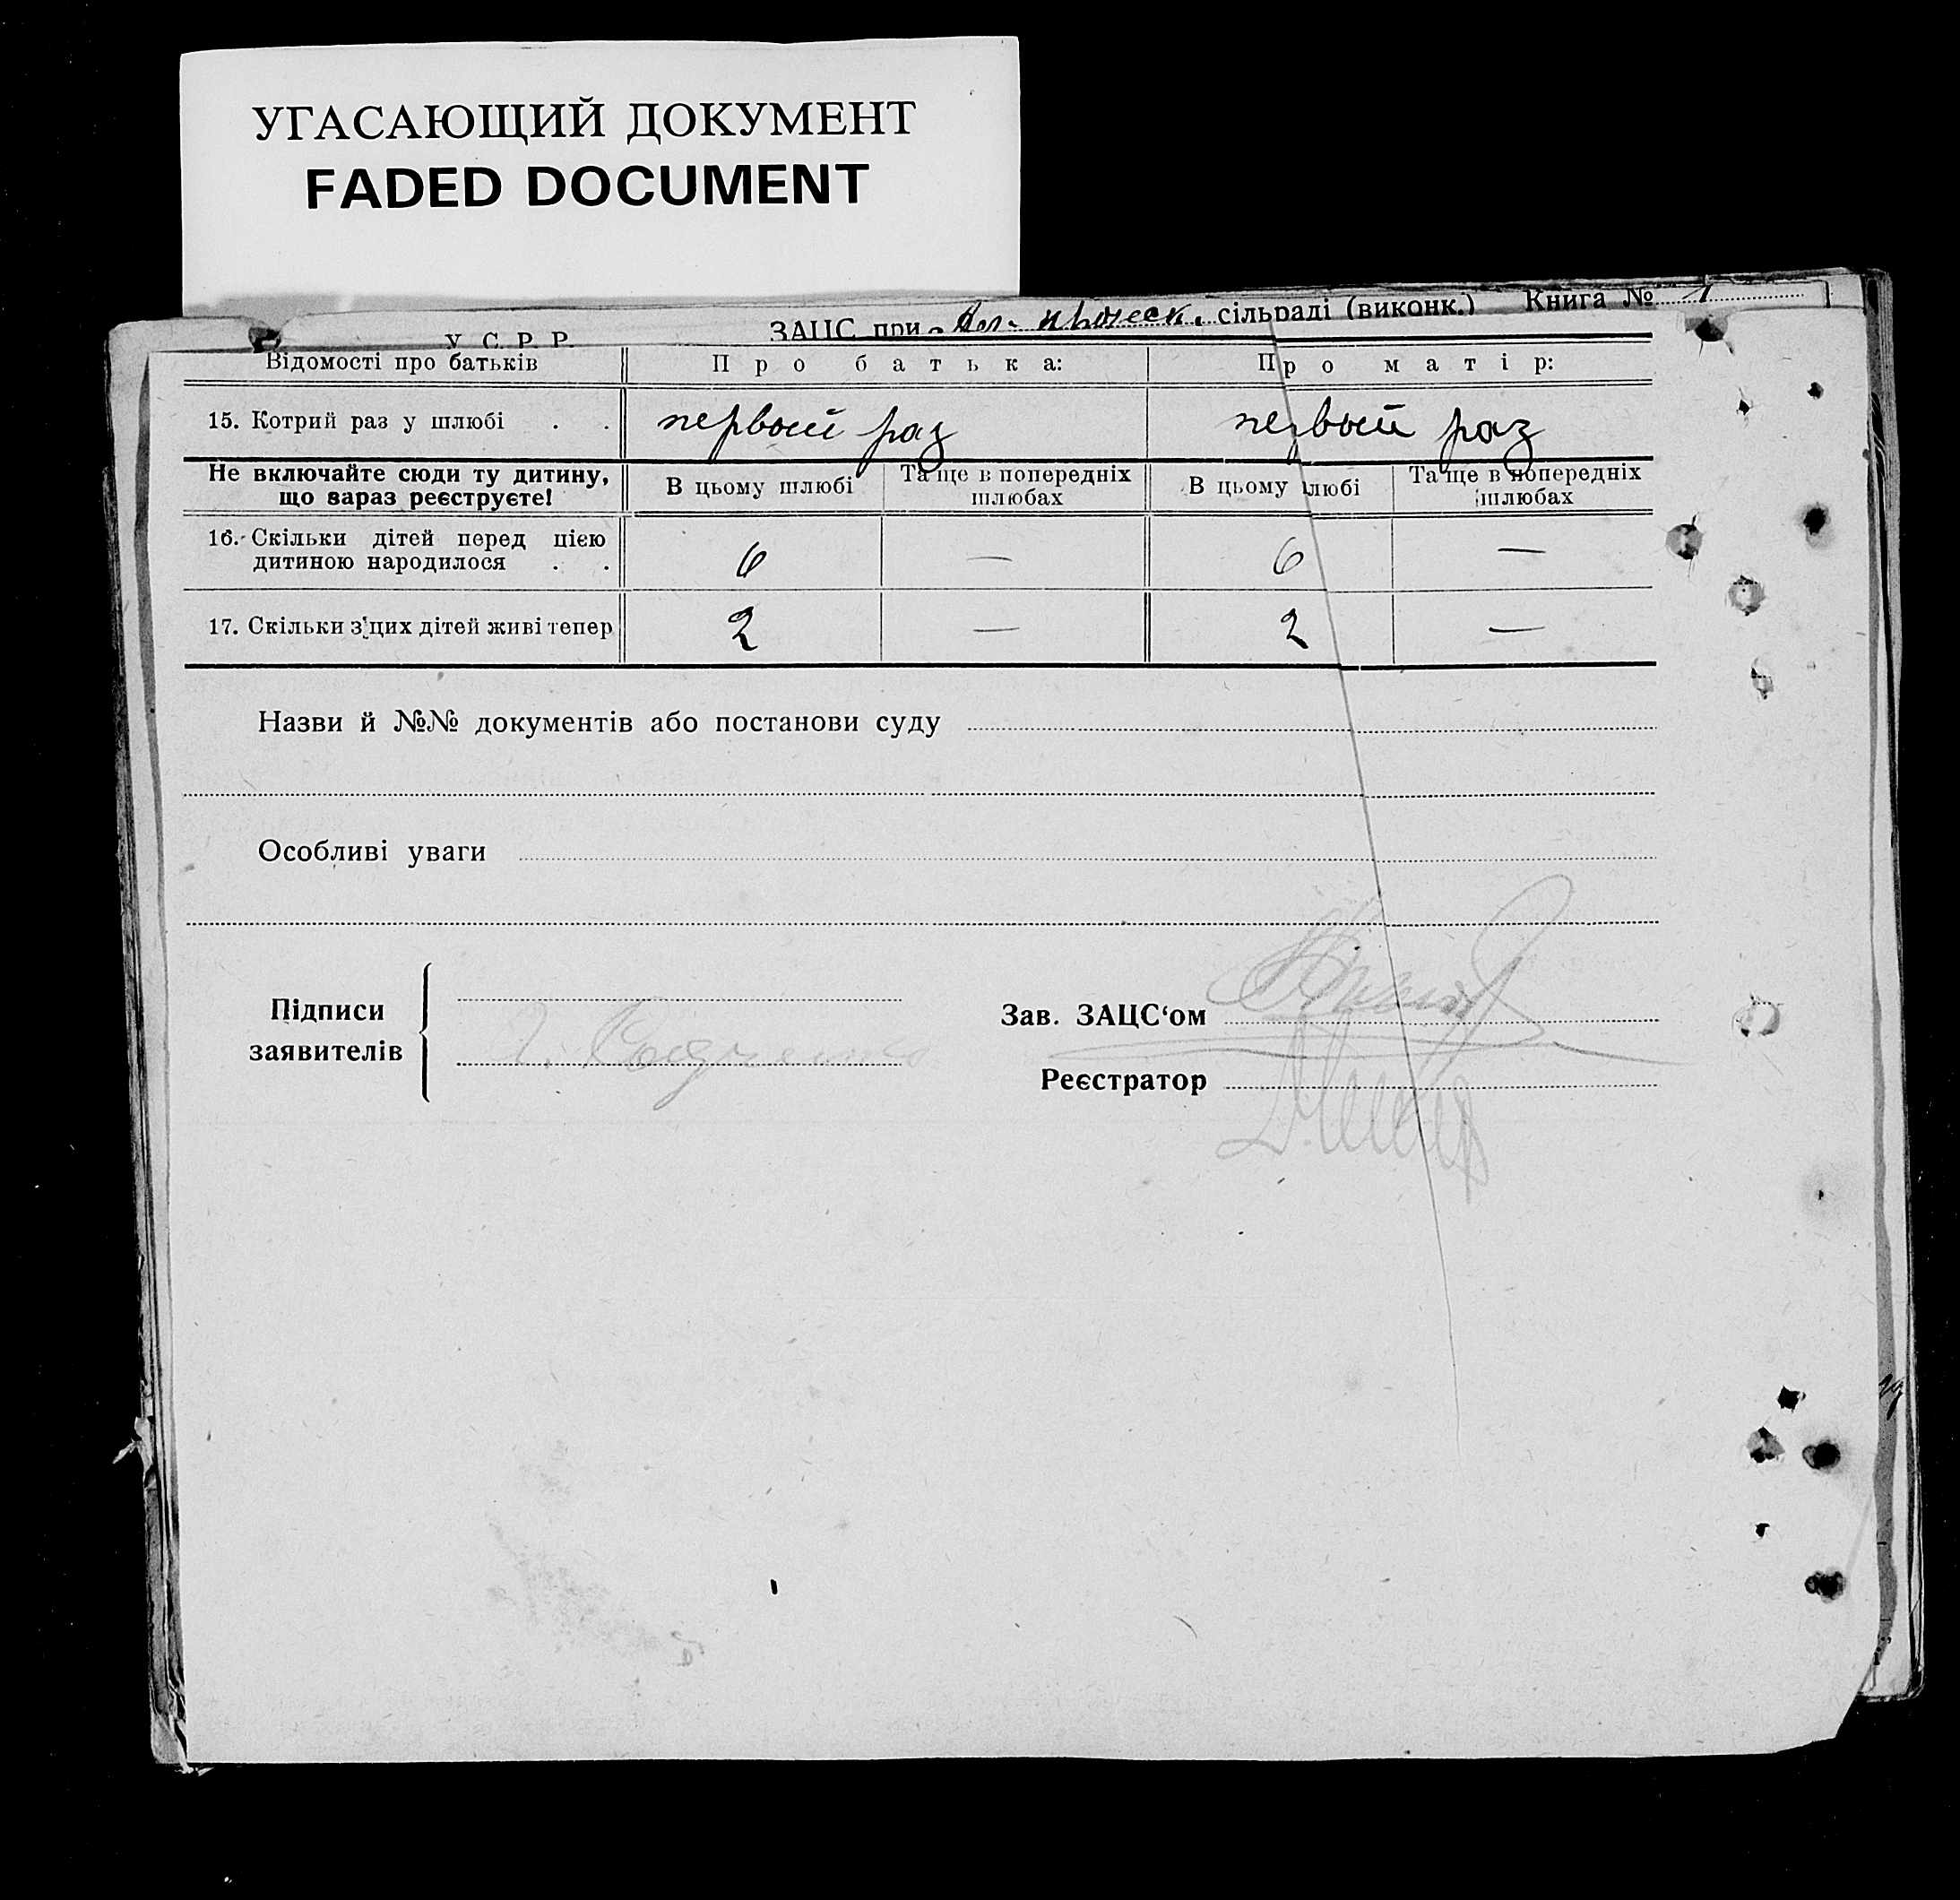 УГАСАЮЩИЙ ДОКУМЕНТ
FADED DOCUMENT
У. С. Р. Р. ЗАЦС при сільраді (виконк.) Книга № 1
Відомості про батьків Про батька: Про матір:
15. Котрий раз у шлюбі . . первый раз первый раз
Не включайте сюди ту дитину, що зараз реєструєте! В цьому шлюбі Та ще в попередніх шлюбах В цьому шлюбі Та ще в попередніх шлюбах
16. Скільки дітей перед цією
дитиною народилося . . 6 — 6 —
17. Скільки з'цих дітей живі тепер 2 — 2 —
Назви й №№ документів або постанови суду
Особливі уваги
Підписи
заявителів
Зав. ЗАЦС‘ом
Реєстратор